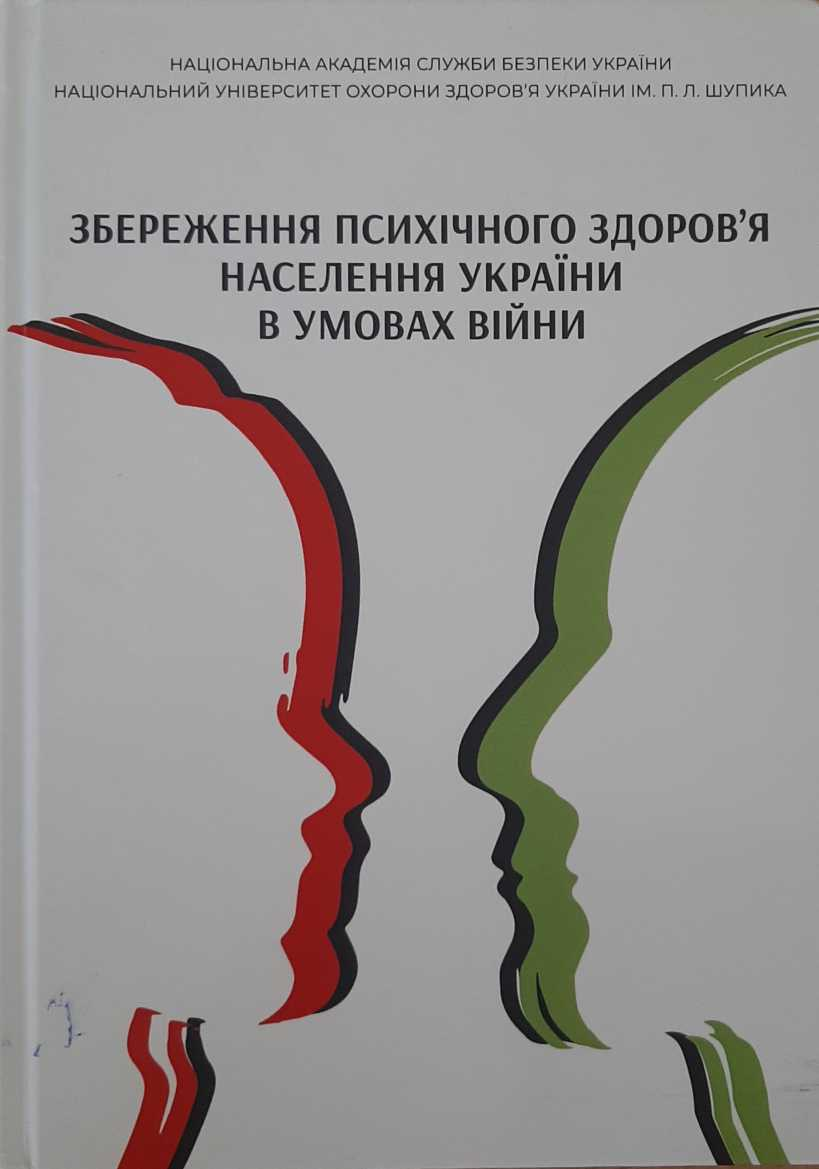 НАЦІОНАЛЬНА АКАДЕМІЯ СЛУЖБИ БЕЗПЕКИ УКРАЇНИ
НАЦІОНАЛЬНИЙ УНІВЕРСИТЕТ ОХОРОНИ ЗДОРОВ'Я УКРАЇНИ ІМ. П. Л. ШУПИКА
ЗБЕРЕЖЕННЯ ПСИХІЧНОГО ЗДОРОВ'Я
НАСЕЛЕННЯ УКРАЇНИ
В УМОВАХ ВІЙНИ